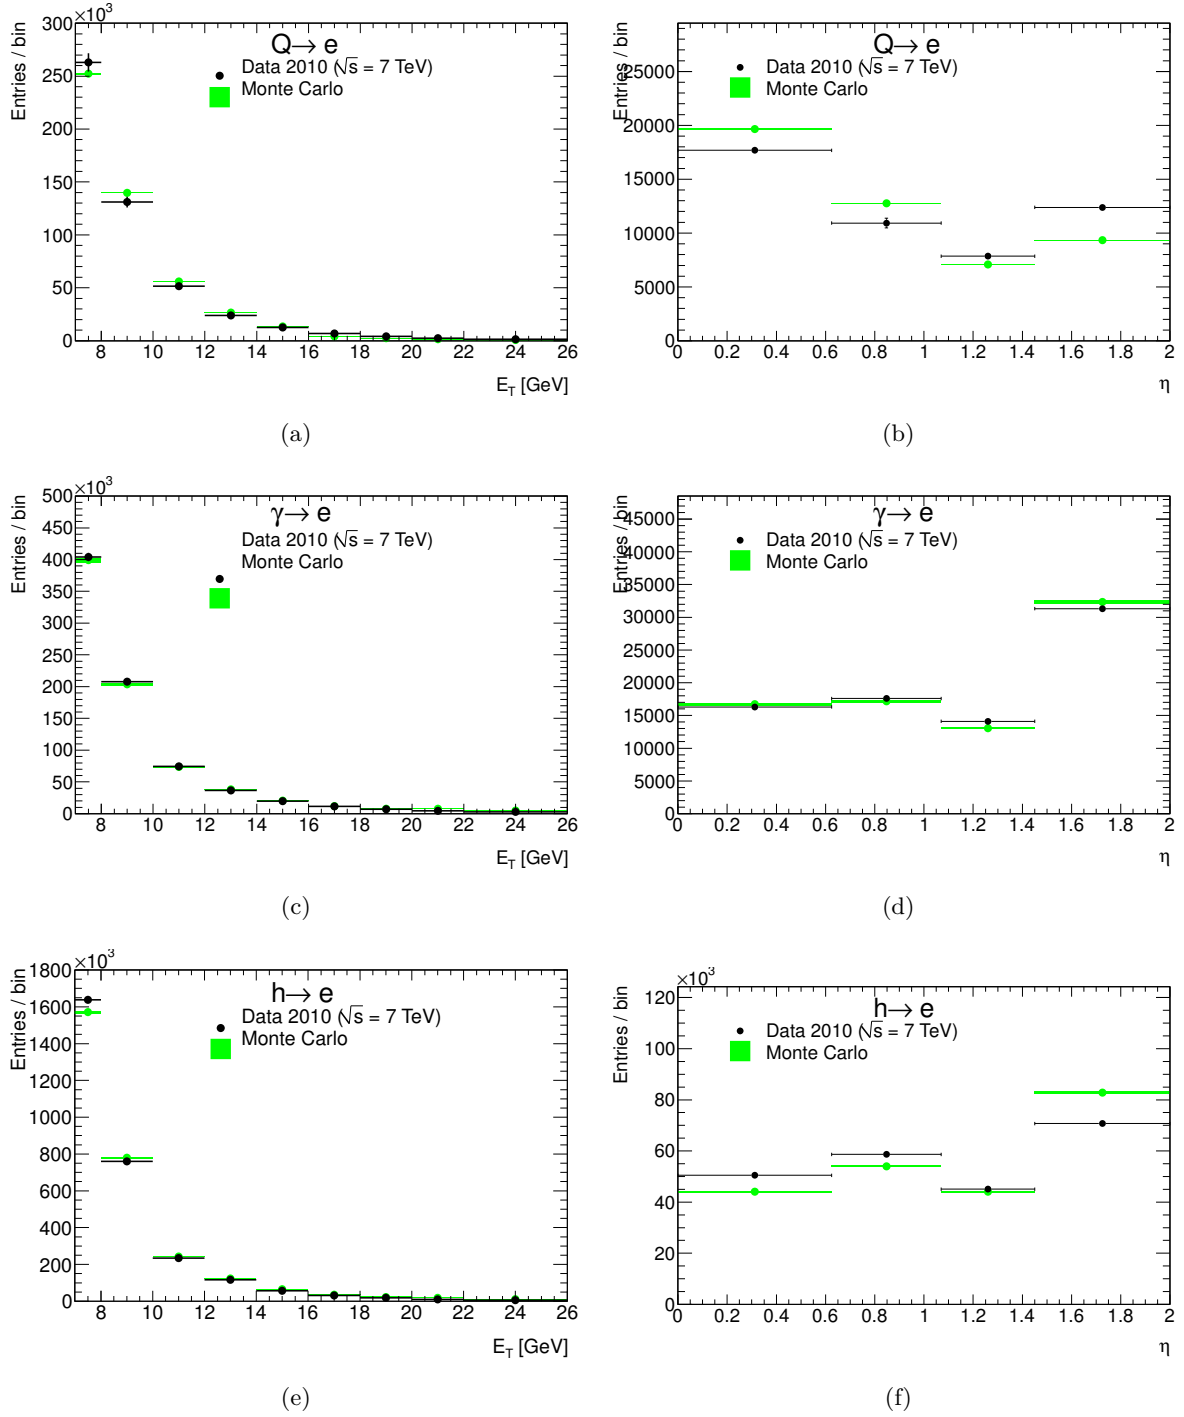 ×10³
Entries / bin
300
250
200
150
100
50
0
8 10 12 14 16 18 20 22 24 26
E_T [GeV]
Q→e
Data 2010 (√s = 7 TeV)
Monte Carlo
(a)
Entries / bin
25000
20000
15000
10000
5000
0
0 0.2 0.4 0.6 0.8 1 1.2 1.4 1.6 1.8 2
η
Q→e
Data 2010 (√s = 7 TeV)
Monte Carlo
(b)
×10³
Entries / bin
500
450
400
350
300
250
200
150
100
50
0
8 10 12 14 16 18 20 22 24 26
E_T [GeV]
γ→e
Data 2010 (√s = 7 TeV)
Monte Carlo
(c)
Entries / bin
45000
40000
35000
30000
25000
20000
15000
10000
5000
0
0 0.2 0.4 0.6 0.8 1 1.2 1.4 1.6 1.8 2
η
γ→e
Data 2010 (√s = 7 TeV)
Monte Carlo
(d)
×10³
Entries / bin
1800
1600
1400
1200
1000
800
600
400
200
0
8 10 12 14 16 18 20 22 24 26
E_T [GeV]
h→e
Data 2010 (√s = 7 TeV)
Monte Carlo
(e)
×10³
Entries / bin
120
100
80
60
40
20
0
0 0.2 0.4 0.6 0.8 1 1.2 1.4 1.6 1.8 2
η
h→e
Data 2010 (√s = 7 TeV)
Monte Carlo
(f)